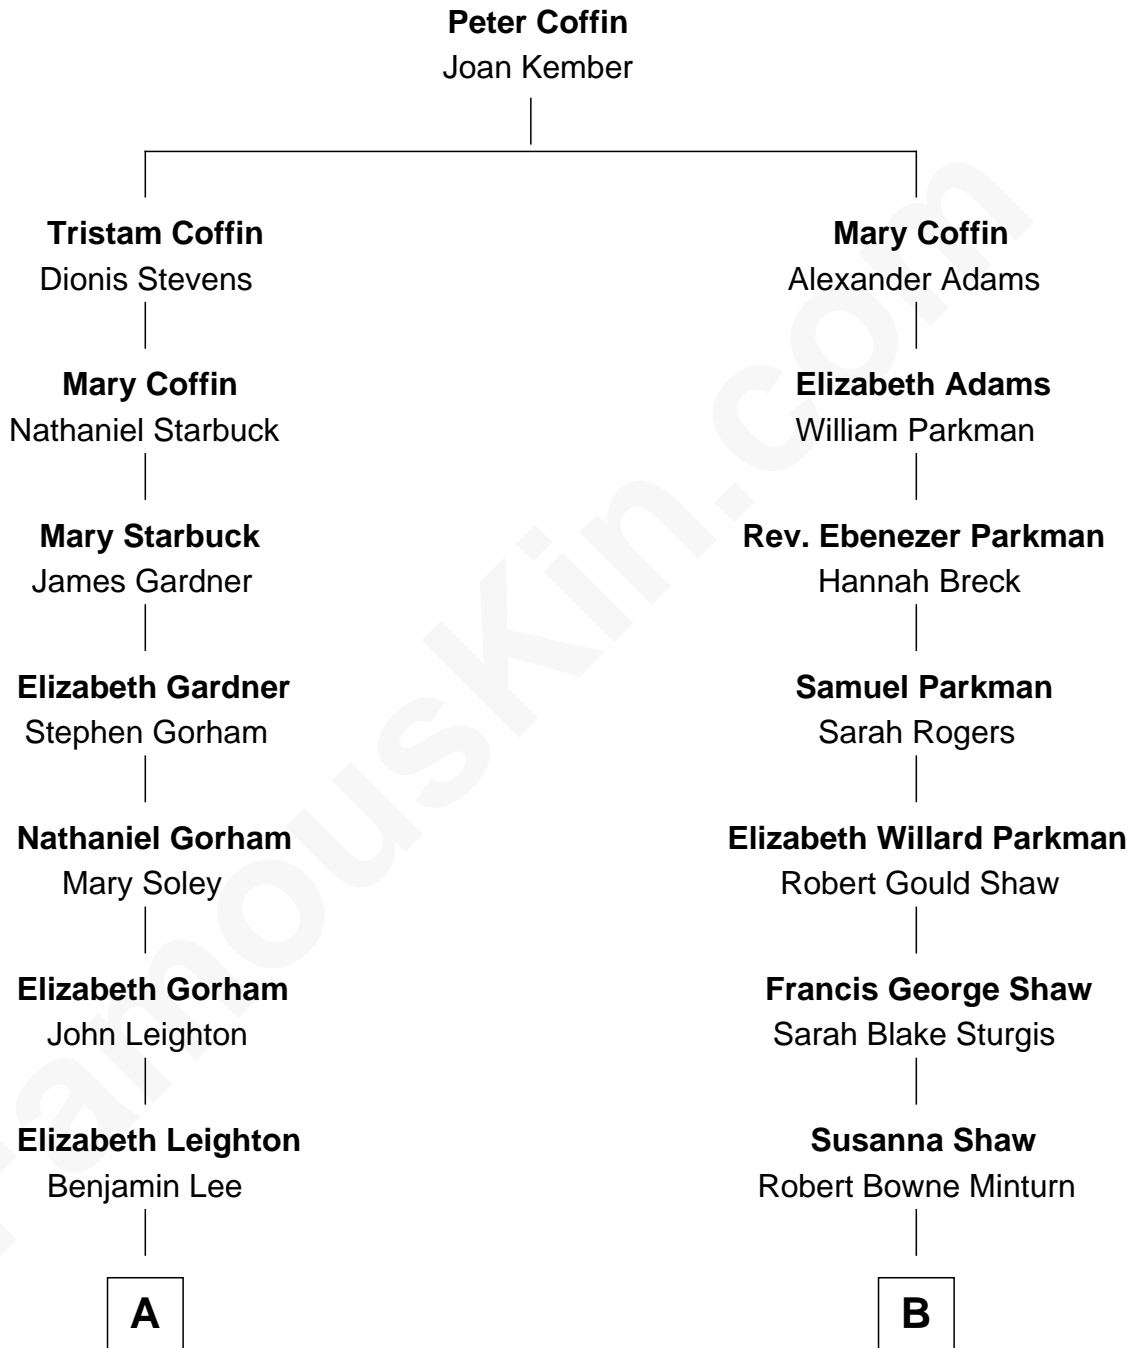 Peter Coffin
Joan Kember
Tristam Coffin
Dionis Stevens
Mary Coffin
Nathaniel Starbuck
Mary Starbuck
James Gardner
Elizabeth Gardner
Stephen Gorham
Nathaniel Gorham
Mary Soley
Elizabeth Gorham
John Leighton
Elizabeth Leighton
Benjamin Lee
A
Mary Coffin
Alexander Adams
Elizabeth Adams
William Parkman
Rev. Ebenezer Parkman
Hannah Breck
Samuel Parkman
Sarah Rogers
Elizabeth Willard Parkman
Robert Gould Shaw
Francis George Shaw
Sarah Blake Sturgis
Susanna Shaw
Robert Bowne Minturn
B
FamousKin.com